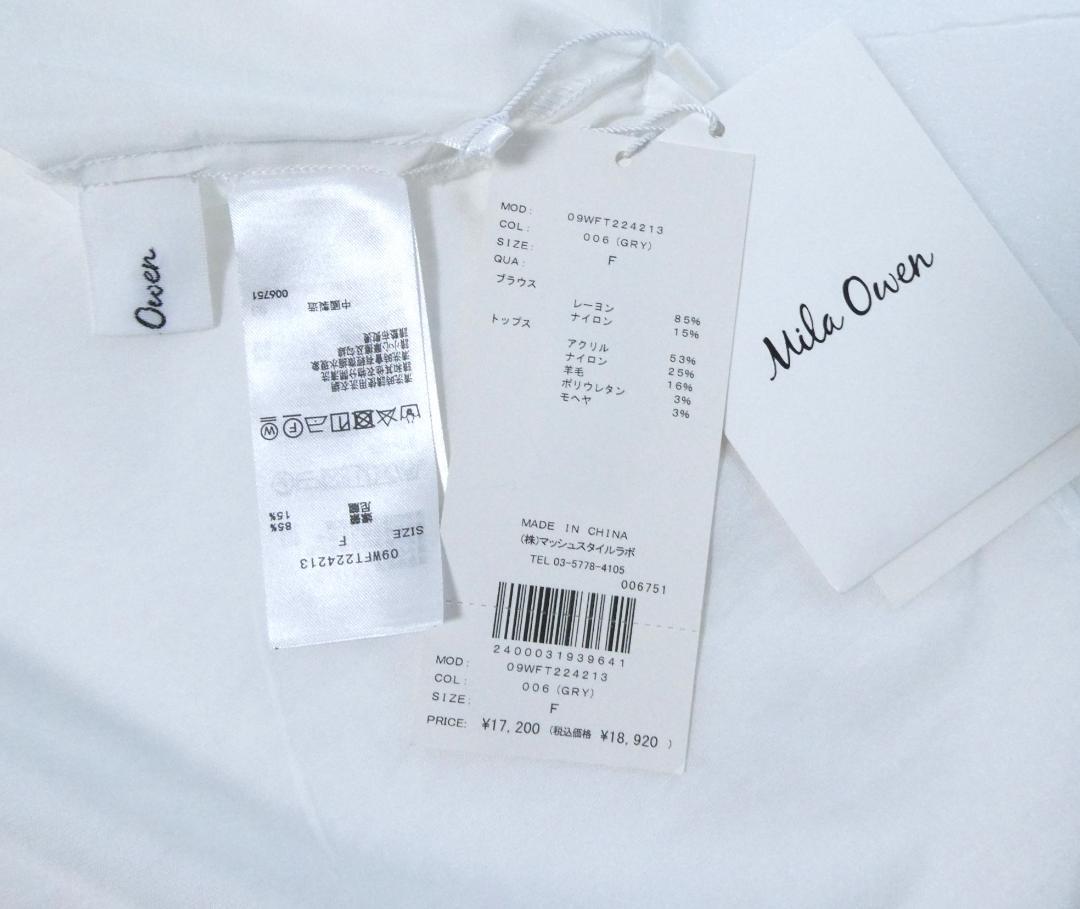 Owen
006751
中國製造
SIZE
F
85%
15%
09WFT224213
MOD:
09WFT224213
COL:
006 (GRY)
SIZE:
F
QUA:
ブラウス
レーヨン 85%
ナイロン 15%
トップス
アクリル 53%
ナイロン 25%
羊毛 16%
ポリウレタン 3%
モヘヤ 3%
MADE IN CHINA
(株)マッシュスタイルラボ
TEL 03-5778-4105
006751
2400031939641
MOD: 09WFT224213
COL: 006 (GRY)
SIZE: F
PRICE: ¥17,200 (税込価格 ¥18,920 )
Mila Owen